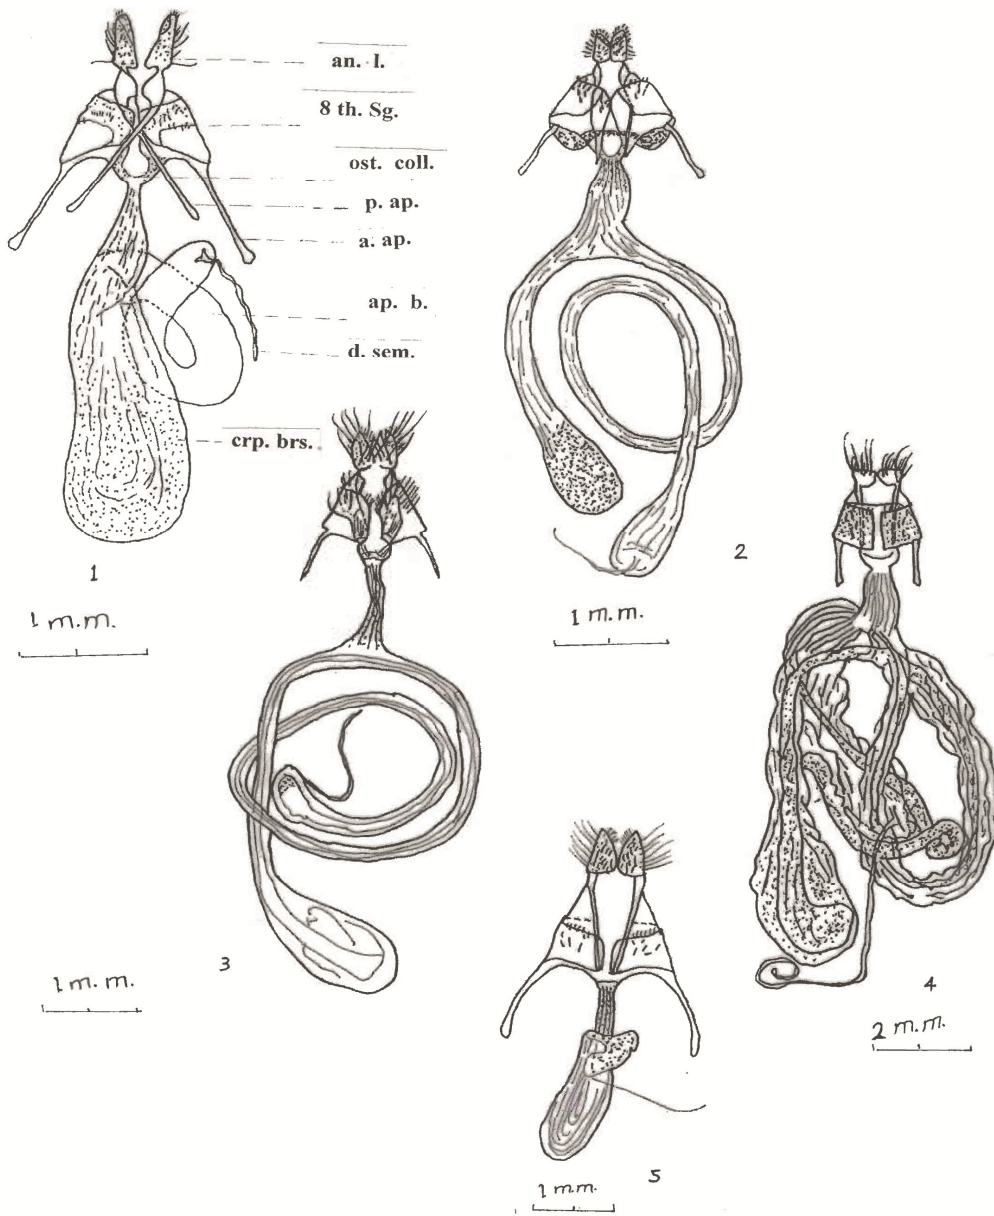 an. l.
8 th. Sg.
ost. coll.
p. ap.
a. ap.
ap. b.
d. sem.
crp. brs.
1
1 m.m.
2
1 m.m.
3
1 m.m.
4
2 m.m.
5
1 m.m.